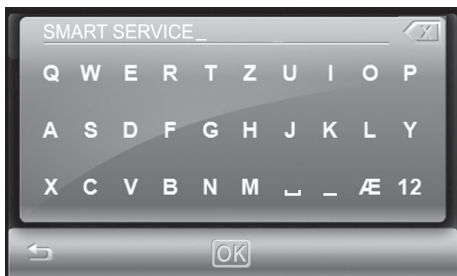 SMART SERVICE_ X
Q W E R T Z U I O P
A S D F G H J K L Y
X C V B N M ⎵ _ Æ 12
OK